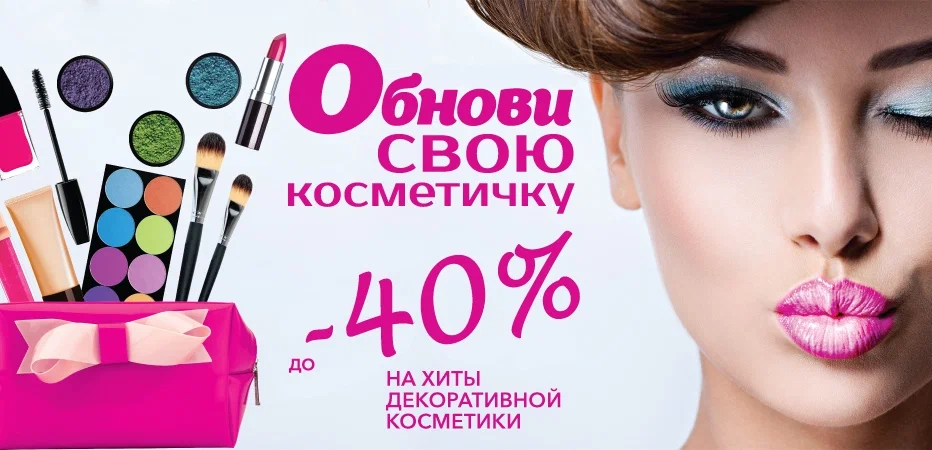 Обнови
свою
косметичку
до -40%
НА ХИТЫ
ДЕКОРАТИВНОЙ
КОСМЕТИКИ